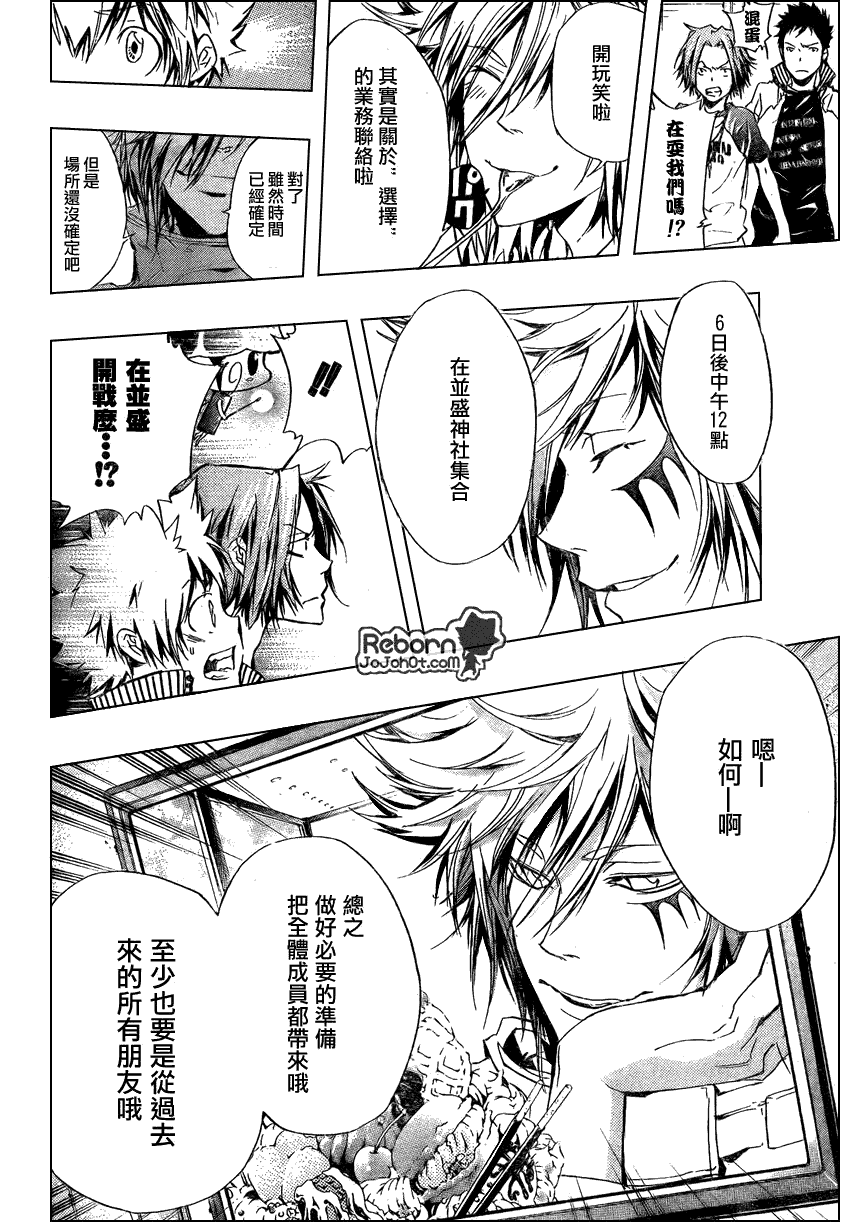 混蛋
在耍我們嗎!?
開玩笑啦
其實是關於"選擇"
的業務聯絡啦
パク
對了
雖然時間
已經確定
但是
場所還沒確定吧
6日後中午12點
在並盛神社集合
!!
在並盛
開戰麼…!?
Reborn
JoJoHOt.com
嗯ー
如何ー啊
總之
做好必要的準備
把全體成員都帶來哦
至少也要是從過去
來的所有朋友哦